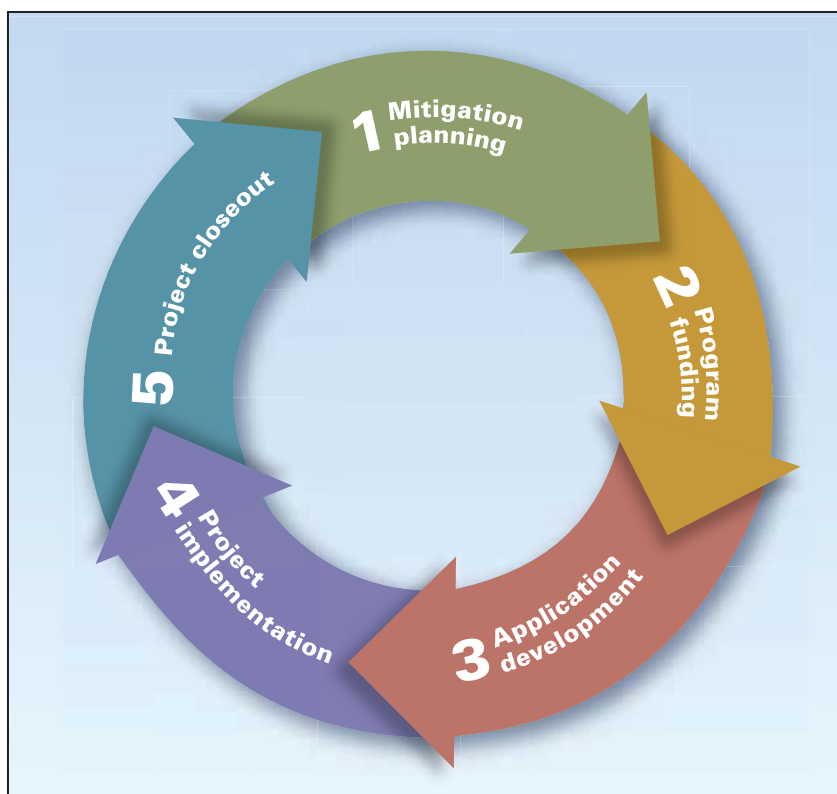 1 Mitigation
planning
2 Program
funding
3 Application
development
4 Project
implementation
5 Project closeout